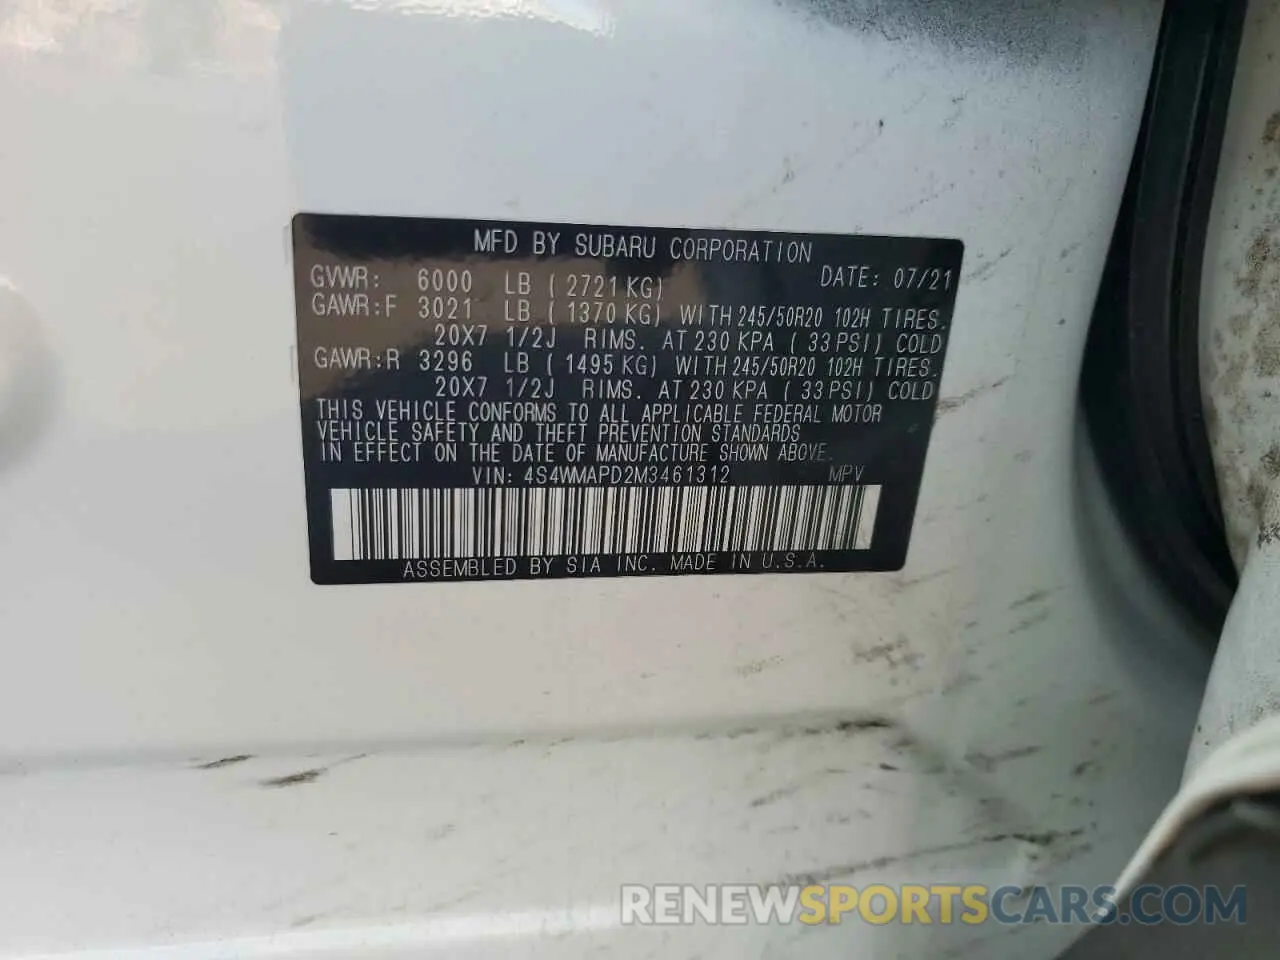 MFD BY SUBARU CORPORATION
GVWR: 6000 LB ( 2721 KG) DATE: 07/21
GAWR:F 3021 LB ( 1370 KG) WITH 245/50R20 102H TIRES.
20X7 1/2J RIMS. AT 230 KPA ( 33 PSI) COLD
GAWR:R 3296 LB ( 1495 KG) WITH 245/50R20 102H TIRES.
20X7 1/2J RIMS. AT 230 KPA ( 33 PSI) COLD
THIS VEHICLE CONFORMS TO ALL APPLICABLE FEDERAL MOTOR
VEHICLE SAFETY AND THEFT PREVENTION STANDARDS
IN EFFECT ON THE DATE OF MANUFACTURE SHOWN ABOVE.
VIN: 4S4WMAPD2M3461312 MPV
ASSEMBLED BY SIA INC. MADE IN U.S.A.
RENEWSPORTSCARS.COM